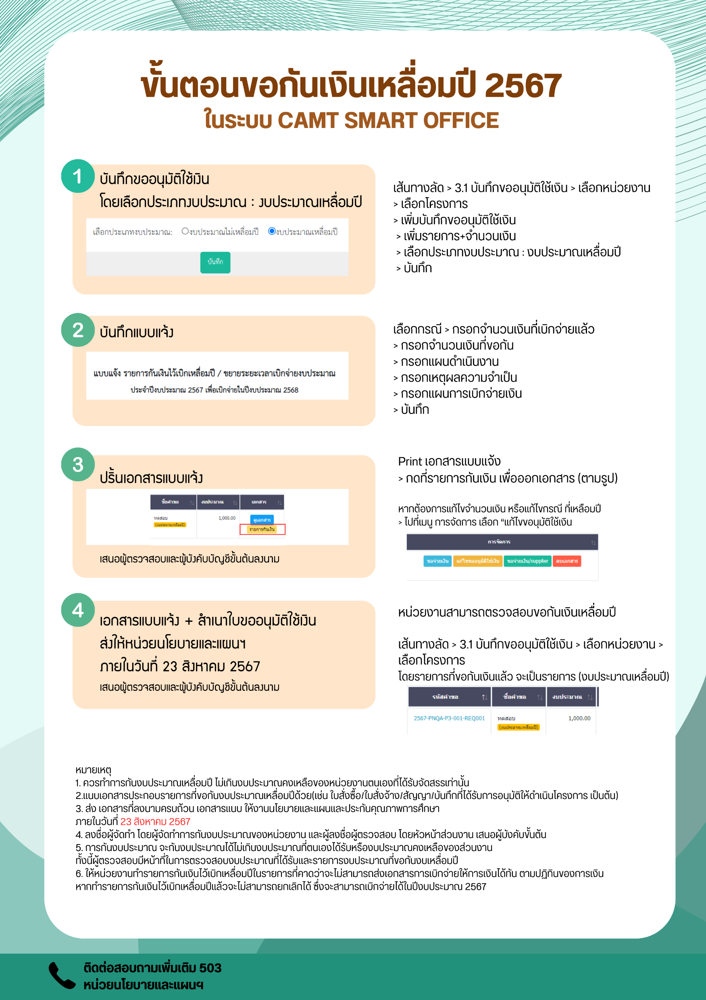 ขั้นตอนขอกันเงินเหลื่อมปี 2567
ในระบบ CAMT SMART OFFICE
1
บันทึกขออนุมัติใช้เงิน
โดยเลือกประเภทงบประมาณ : งบประมาณเหลื่อมปี
เลือกประเภทงบประมาณ: งบประมาณไม่เหลื่อมปี งบประมาณเหลื่อมปี
บันทึก
เส้นทางลัด > 3.1 บันทึกขออนุมัติใช้เงิน > เลือกหน่วยงาน
> เลือกโครงการ
> เพิ่มบันทึกขออนุมัติใช้เงิน
> เพิ่มรายการ+จำนวนเงิน
> เลือกประเภทงบประมาณ : งบประมาณเหลื่อมปี
> บันทึก
2
บันทึกแบบแจ้ง
แบบแจ้ง รายการกันเงินไว้เบิกเหลื่อมปี / ขยายระยะเวลาเบิกจ่ายงบประมาณ
ประจำปีงบประมาณ 2567 เพื่อเบิกจ่ายในปีงบประมาณ 2568
เลือกกรณี > กรอกจำนวนเงินที่เบิกจ่ายแล้ว
> กรอกจำนวนเงินที่ขอกัน
> กรอกแผนดำเนินงาน
> กรอกเหตุผลความจำเป็น
> กรอกแผนการเบิกจ่ายเงิน
> บันทึก
3
ปริ้นเอกสารแบบแจ้ง
ชื่อคำขอ งบประมาณ เอกสาร
ทดสอบ 1,000.00 ดูเอกสาร
(งบประมาณเหลื่อมปี)
รายการกันเงิน
เสนอผู้ตรวจสอบและผู้บังคับบัญชีขั้นต้นลงนาม
Print เอกสารแบบแจ้ง
> กดที่รายการกันเงิน เพื่อออกเอกสาร (ตามรูป)
หากต้องการแก้ไขจำนวนเงิน หรือแก้ไขกรณี ที่เหลือมปี
> ไปที่เมนู การจัดการ เลือก “แก้ไขขออนุมัติใช้เงิน
การจัดการ
ขอจ่ายเงิน แก้ไขขออนุมัติใช้เงิน ขอจ่ายเงิน/supplier ลบเอกสาร
4
เอกสารแบบแจ้ง + สำเนาใบขออนุมัติใช้เงิน
ส่งให้หน่วยนโยบายและแผนฯ
ภายในวันที่ 23 สิงหาคม 2567
เสนอผู้ตรวจสอบและผู้บังคับบัญชีขั้นต้นลงนาม
หน่วยงานสามารถตรวจสอบขอกันเงินเหลื่อมปี
เส้นทางลัด > 3.1 บันทึกขออนุมัติใช้เงิน > เลือกหน่วยงาน >
เลือกโครงการ
โดยรายการที่ขอกันเงินแล้ว จะเป็นรายการ (งบประมาณเหลื่อมปี)
รหัสคำขอ ชื่อคำขอ งบประมาณ
2567-PNQA-P3-001-REQ001 ทดสอบ 1,000.00
(งบประมาณเหลื่อมปี)
หมายเหตุ
1. ควรทำการกันงบประมาณเหลื่อมปี ไม่เกินงบประมาณคงเหลือของหน่วยงานตนเองที่ได้รับจัดสรรเท่านั้น
2.แนบเอกสารประกอบรายการที่ขอกันงบประมาณเหลื่อมปีด้วย(เช่น ใบสั่งซื้อ/ใบสั่งจ้าง/สัญญา/บันทึกที่ได้รับการอนุมัติให้ดำเนินโครงการ เป็นต้น)
3. ส่ง เอกสารที่ลงนามครบถ้วน เอกสารแนบ ให้งานนโยบายและแผนและประกันคุณภาพการศึกษา
ภายในวันที่ 23 สิงหาคม 2567
4. ลงชื่อผู้จัดทำ โดยผู้จัดทำการกันงบประมาณของหน่วยงาน และผู้ลงชื่อผู้ตรวจสอบ โดยหัวหน้าส่วนงาน เสนอผู้บังคับขั้นต้น
5. การกันงบประมาณ จะกันงบประมาณได้ไม่เกินงบประมาณที่ตนเองได้รับหรืองบประมาณคงเหลือของส่วนงาน
ทั้งนี้ผู้ตรวจสอบมีหน้าที่ในการตรวจสอบงบประมาณที่ได้รับและรายการงบประมาณที่ขอกันงบเหลื่อมปี
6. ให้หน่วยงานทำรายการกันเงินไว้เบิกเหลื่อมปีในรายการที่คาดว่าจะไม่สามารถส่งเอกสารการเบิกจ่ายให้การเงินได้ทัน ตามปฏิทินของการเงิน
หากทำรายการกันเงินไว้เบิกเหลื่อมปีแล้วจะไม่สามารถยกเลิกได้ ซึ่งจะสามารถเบิกจ่ายได้ในปีงบประมาณ 2567
ติดต่อสอบถามเพิ่มเติม 503
หน่วยนโยบายและแผนฯ